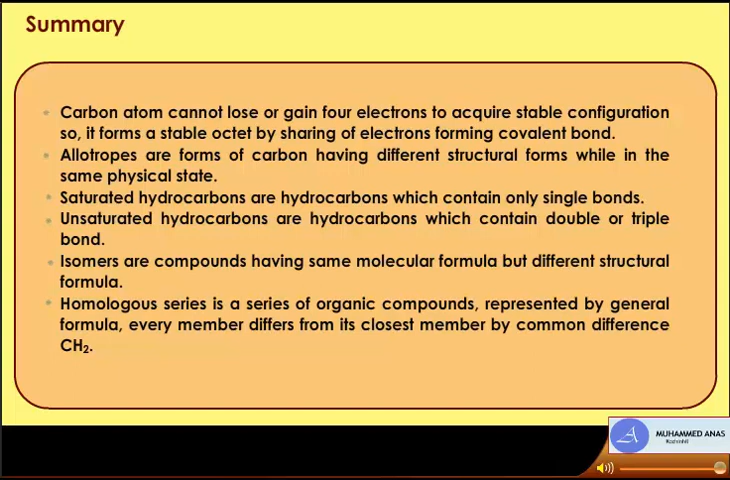 Summary
Carbon atom cannot lose or gain four electrons to acquire stable configuration
so, it forms a stable octet by sharing of electrons forming covalent bond.
Allotropes are forms of carbon having different structural forms while in the
same physical state.
Saturated hydrocarbons are hydrocarbons which contain only single bonds.
Unsaturated hydrocarbons are hydrocarbons which contain double or triple
bond.
Isomers are compounds having same molecular formula but different structural
formula.
Homologous series is a series of organic compounds, represented by general
formula, every member differs from its closest member by common difference
CH₂.
MUHAMMED ANAS